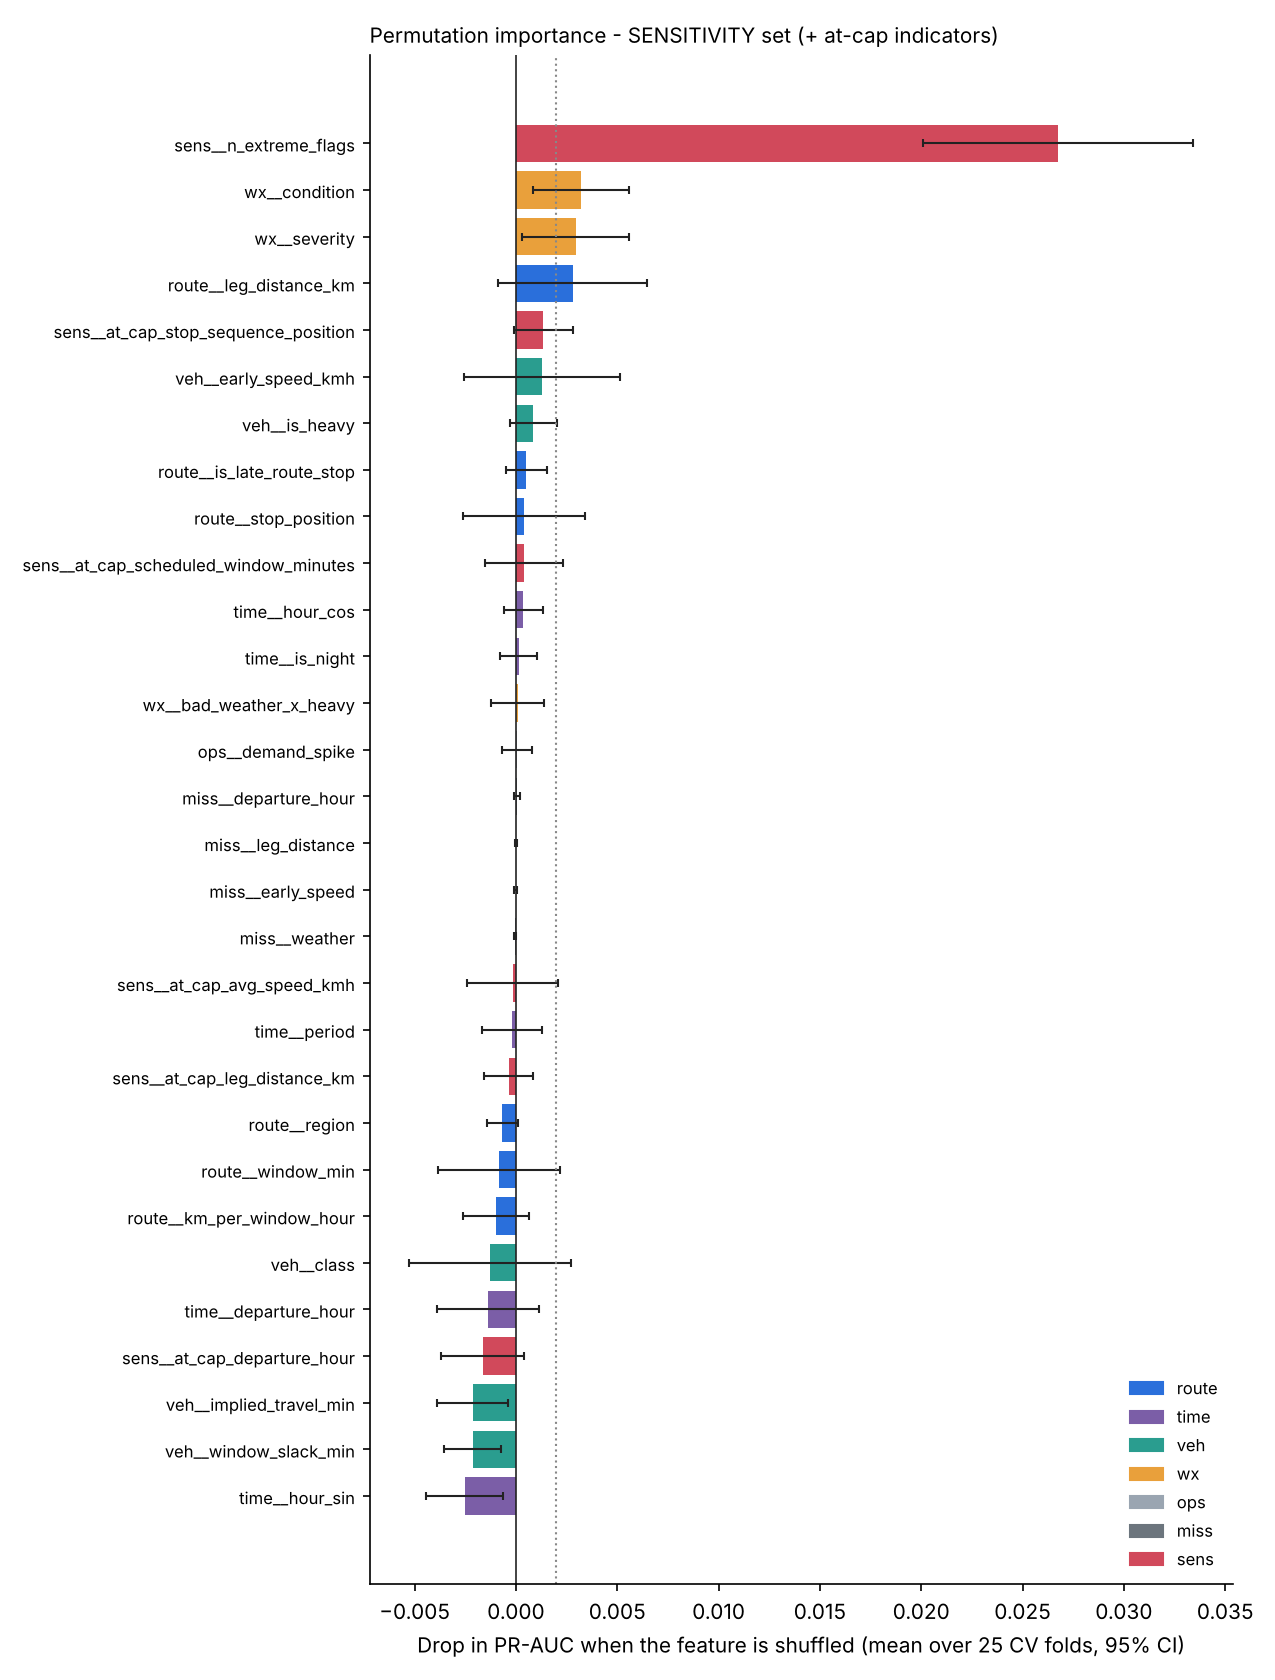 Permutation importance - SENSITIVITY set (+ at-cap indicators)
sens__n_extreme_flags
wx__condition
wx__severity
route__leg_distance_km
sens__at_cap_stop_sequence_position
veh__early_speed_kmh
veh__is_heavy
route__is_late_route_stop
route__stop_position
sens__at_cap_scheduled_window_minutes
time__hour_cos
time__is_night
wx__bad_weather_x_heavy
ops__demand_spike
miss__departure_hour
miss__leg_distance
miss__early_speed
miss__weather
sens__at_cap_avg_speed_kmh
time__period
sens__at_cap_leg_distance_km
route__region
route__window_min
route__km_per_window_hour
veh__class
time__departure_hour
sens__at_cap_departure_hour
veh__implied_travel_min
veh__window_slack_min
time__hour_sin
route
time
veh
wx
ops
miss
sens
−0.005 0.000 0.005 0.010 0.015 0.020 0.025 0.030 0.035
Drop in PR-AUC when the feature is shuffled (mean over 25 CV folds, 95% CI)